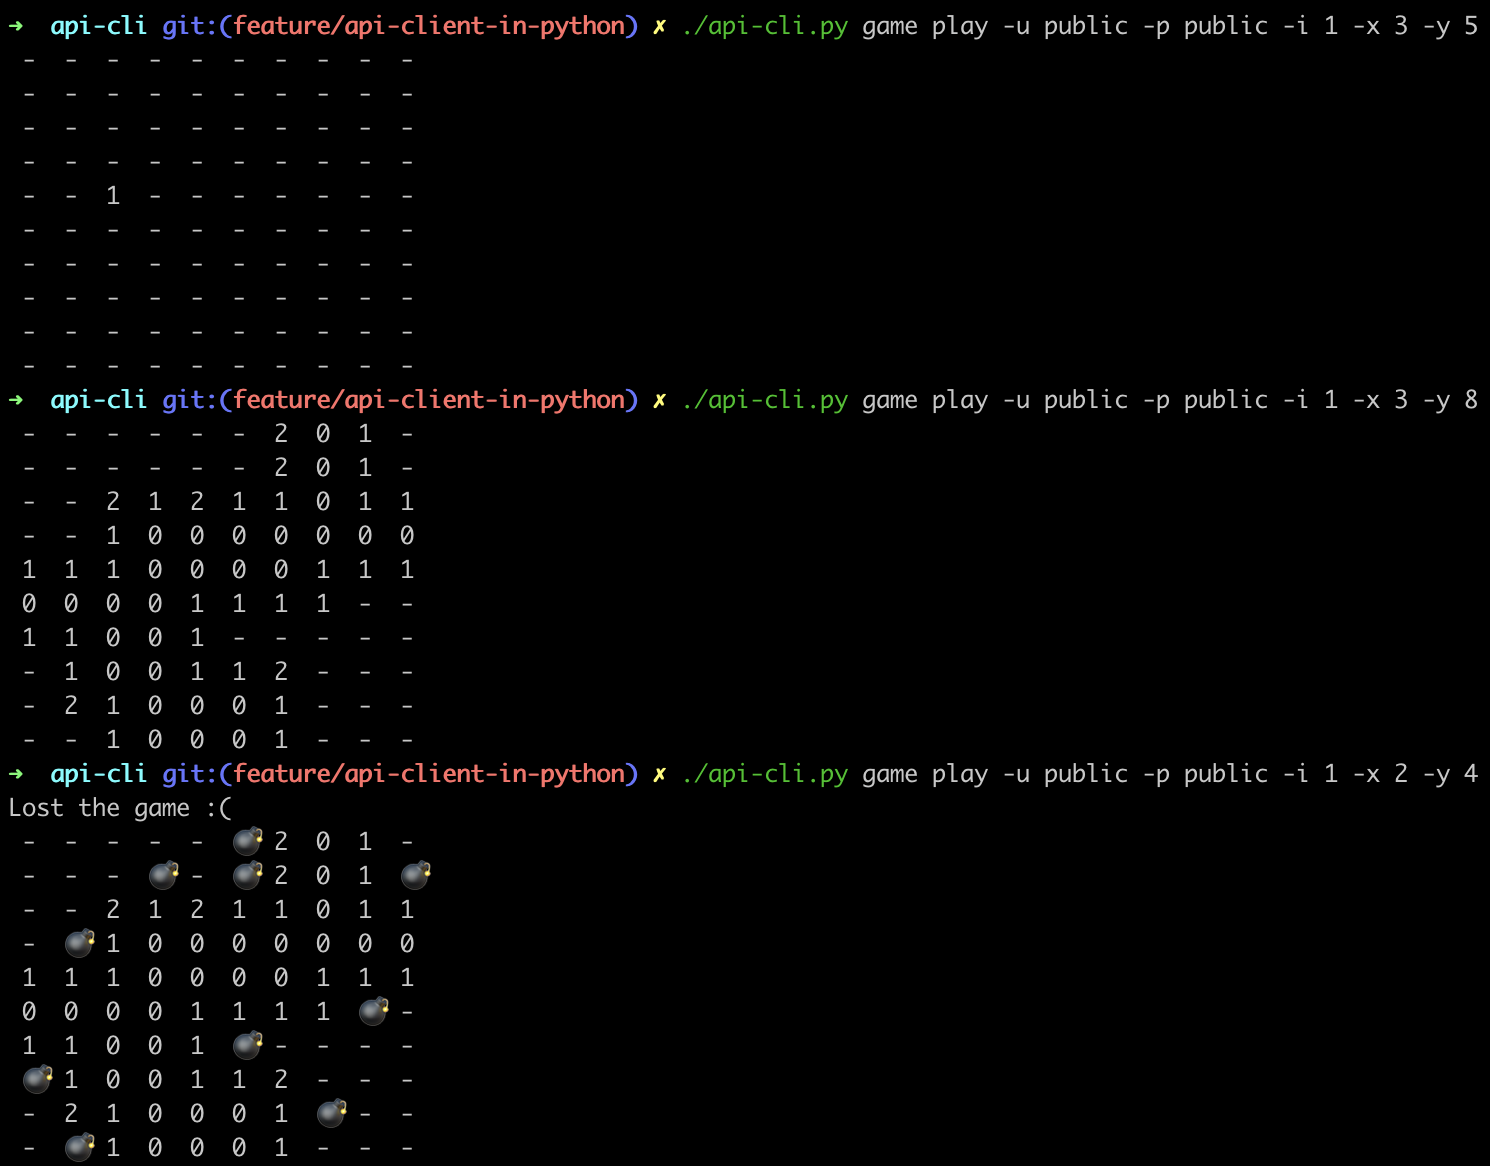 ➜  api-cli git:(feature/api-client-in-python) ✗ ./api-cli.py game play -u public -p public -i 1 -x 3 -y 5
 -  -  -  -  -  -  -  -  -  -
 -  -  -  -  -  -  -  -  -  -
 -  -  -  -  -  -  -  -  -  -
 -  -  -  -  -  -  -  -  -  -
 -  -  1  -  -  -  -  -  -  -
 -  -  -  -  -  -  -  -  -  -
 -  -  -  -  -  -  -  -  -  -
 -  -  -  -  -  -  -  -  -  -
 -  -  -  -  -  -  -  -  -  -
 -  -  -  -  -  -  -  -  -  -
➜  api-cli git:(feature/api-client-in-python) ✗ ./api-cli.py game play -u public -p public -i 1 -x 3 -y 8
 -  -  -  -  -  -  2  0  1  -
 -  -  -  -  -  -  2  0  1  -
 -  -  2  1  2  1  1  0  1  1
 -  -  1  0  0  0  0  0  0  0
 1  1  1  0  0  0  0  1  1  1
 0  0  0  0  1  1  1  1  -  -
 1  1  0  0  1  -  -  -  -  -
 -  1  0  0  1  1  2  -  -  -
 -  2  1  0  0  0  1  -  -  -
 -  -  1  0  0  0  1  -  -  -
➜  api-cli git:(feature/api-client-in-python) ✗ ./api-cli.py game play -u public -p public -i 1 -x 2 -y 4
Lost the game :(
 -  -  -  -  -  💣 2  0  1  -
 -  -  -  💣 -  💣 2  0  1  💣
 -  -  2  1  2  1  1  0  1  1
 -  💣 1  0  0  0  0  0  0  0
 1  1  1  0  0  0  0  1  1  1
 0  0  0  0  1  1  1  1  💣 -
 1  1  0  0  1  💣 -  -  -  -
 💣 1  0  0  1  1  2  -  -  -
 -  2  1  0  0  0  1  💣 -  -
 -  💣 1  0  0  0  1  -  -  -